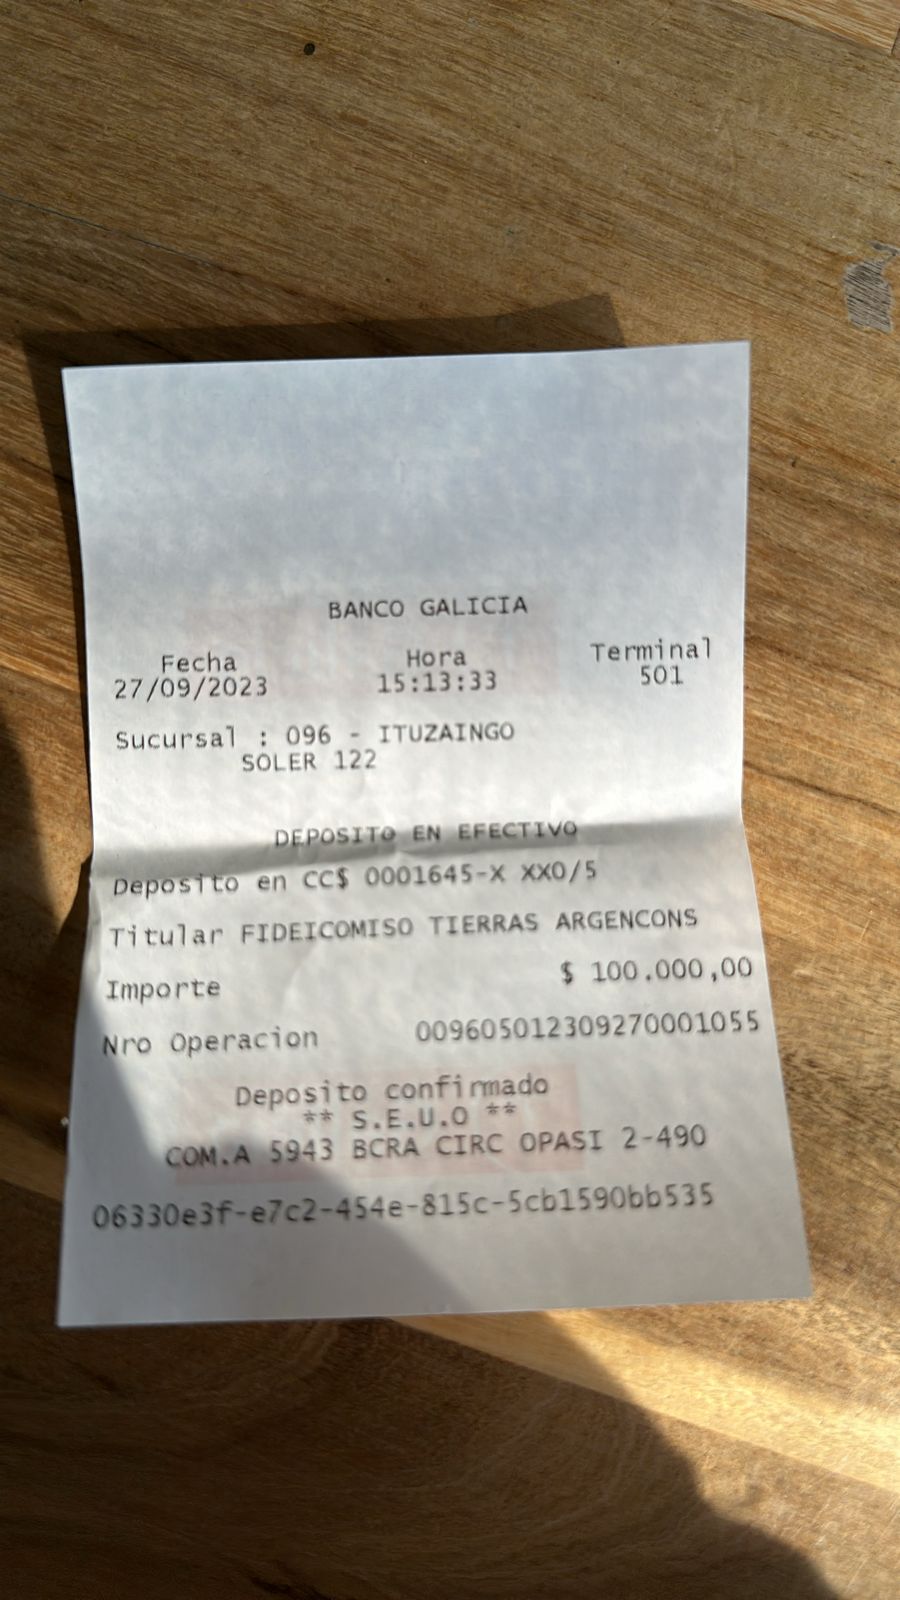 BANCO GALICIA
Fecha Hora Terminal
27/09/2023 15:13:33 501
Sucursal : 096 - ITUZAINGO
SOLER 122
DEPOSITO EN EFECTIVO
Deposito en CC$ 0001645-X XX0/5
Titular FIDEICOMISO TIERRAS ARGENCONS
Importe $ 100.000,00
Nro Operacion 009605012309270001055
Deposito confirmado
** S.E.U.O **
COM.A 5943 BCRA CIRC OPASI 2-490
06330e3f-e7c2-454e-815c-5cb1590bb535